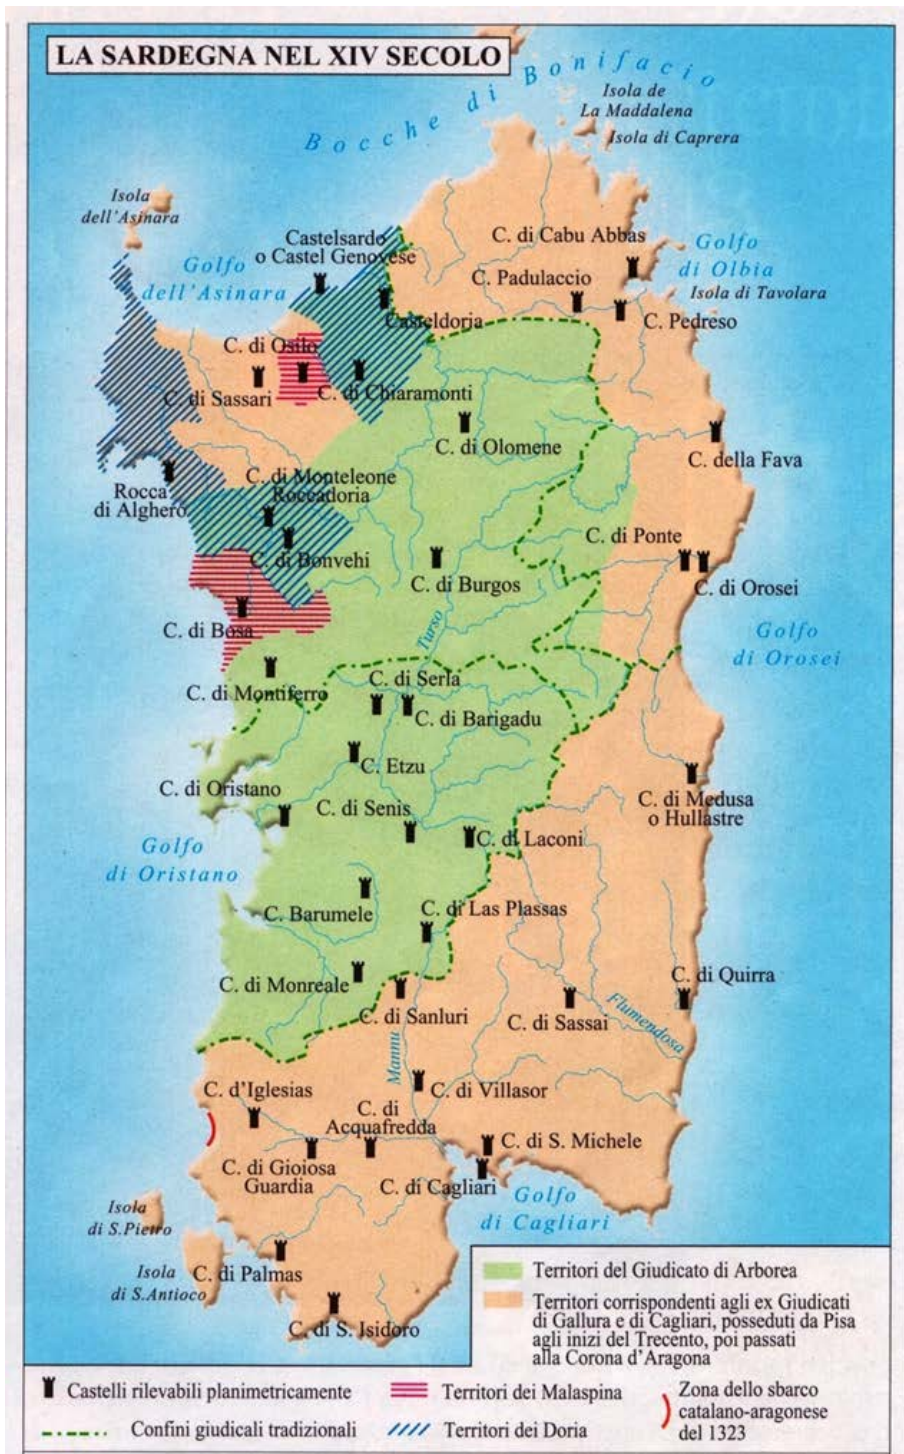 LA SARDEGNA NEL XIV SECOLO
Bocche di Bonifacio
Isola de
La Maddalena
Isola di Caprera
Isola
dell'Asinara
Golfo
dell'Asinara
Castelsardo
o Castel Genovese
C. di Cabu Abbas
Golfo
di Olbia
C. Padulaccio
Isola di Tavolara
Casteldoria
C. Pedreso
C. di Osilo
C. di Sassari
C. di Chiaramonti
C. di Olomene
C. della Fava
C. di Monteleone
Roccadoria
Rocca
di Alghero
C. di Ponte
C. di Bonvehi
C. di Burgos
C. di Orosei
Turso
C. di Bosa
Golfo
di Orosei
C. di Montiferro
C. di Serla
C. di Barigadu
C. Etzu
C. di Oristano
C. di Medusa
o Hullastre
C. di Senis
C. di Laconi
Golfo
di Oristano
C. Barumele
C. di Las Plassas
C. di Monreale
C. di Quirra
C. di Sanluri
C. di Sassai
Flumendosa
Mannu
C. d'Iglesias
C. di Villasor
C. di
Acquafredda
C. di S. Michele
C. di Gioiosa
Guardia
C. di Cagliari
Golfo
di Cagliari
Isola
di S.Pietro
Isola
di S.Antioco
C. di Palmas
C. di S. Isidoro
Territori del Giudicato di Arborea
Territori corrispondenti agli ex Giudicati
di Gallura e di Cagliari, posseduti da Pisa
agli inizi del Trecento, poi passati
alla Corona d'Aragona
Castelli rilevabili planimetricamente
Territori dei Malaspina
Zona dello sbarco
catalano-aragonese
del 1323
Confini giudicali tradizionali
Territori dei Doria